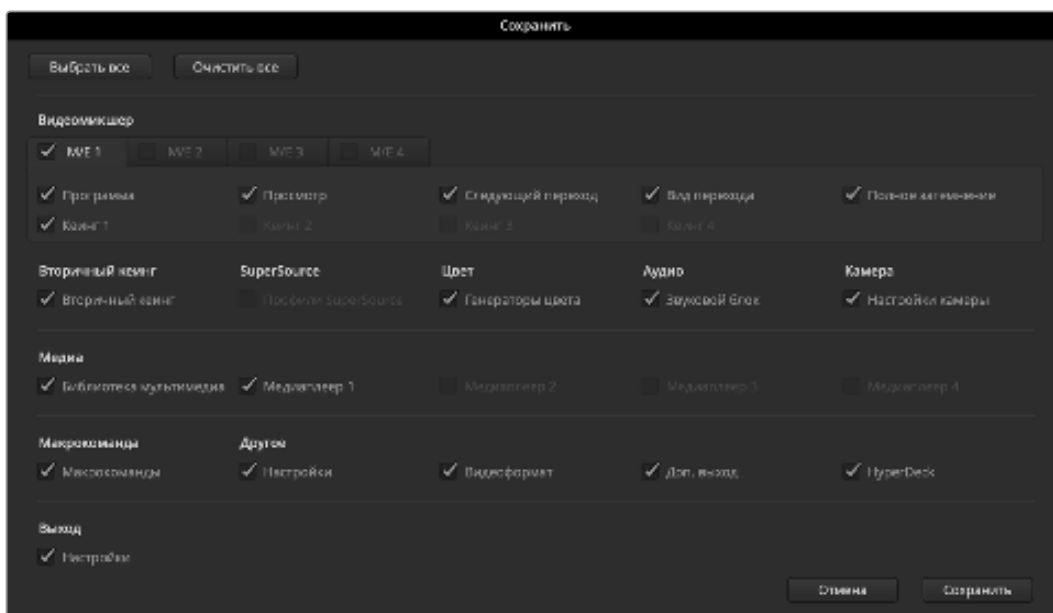 Сохранить
Выбрать все Очистить все
Видеомикшер
M/E 1 M/E 2 M/E 3 M/E 4
Программа Просмотр Следующий переход Вид перехода Полное затемнение
Кеинг 1 Кеинг 2 Кеинг 3 Кеинг 4
Вторичный кеинг SuperSource Цвет Аудио Камера
Вторичный кеинг Профили SuperSource Генераторы цвета Звуковой блок Настройки камеры
Медиа
Библиотека мультимедиа Медиаплеер 1 Медиаплеер 2 Медиаплеер 3 Медиаплеер 4
Макрокоманда Другое
Макрокоманды Настройки Видеоформат Доп. выход HyperDeck
Выход
Настройки
Отмена Сохранить